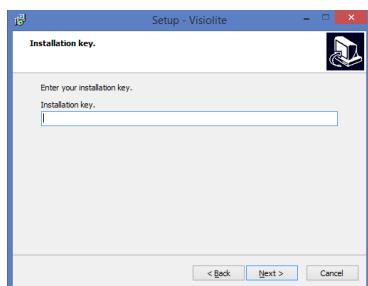 Setup - Visiolite
Installation key.
Enter your installation key.
Installation key.
< Back Next > Cancel